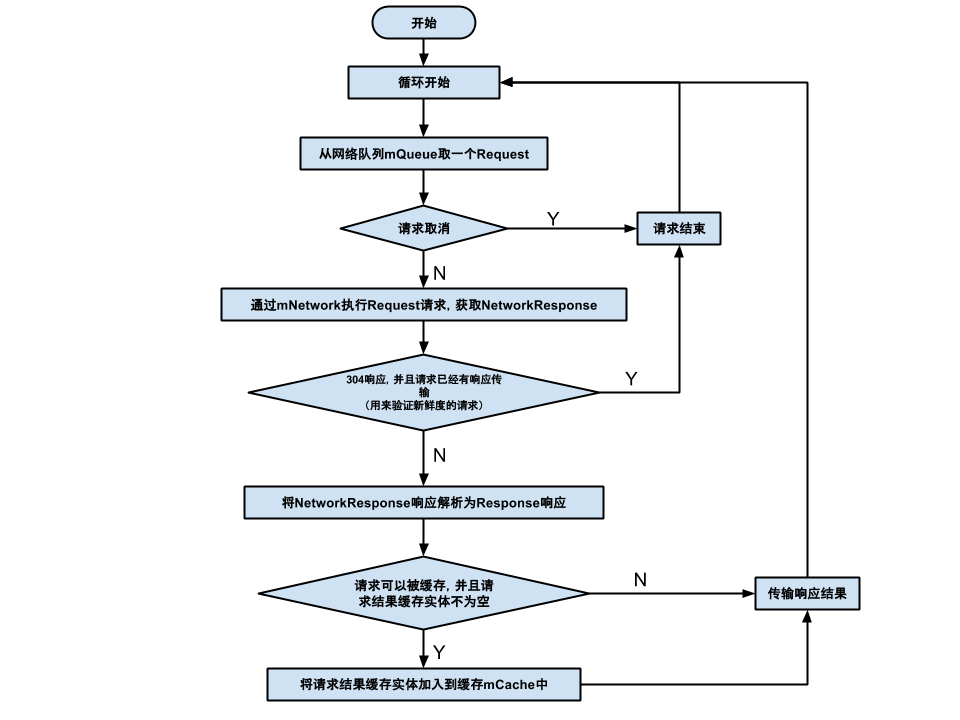 开始
循环开始
从网络队列mQueue取一个Request
请求取消
Y
请求结束
N
通过mNetwork执行Request请求, 获取NetworkResponse
304响应, 并且请求已经有响应传
输
（用来验证新鲜度的请求）
Y
N
将NetworkResponse响应解析为Response响应
请求可以被缓存, 并且请
求结果缓存实体不为空
N
传输响应结果
Y
将请求结果缓存实体加入到缓存mCache中